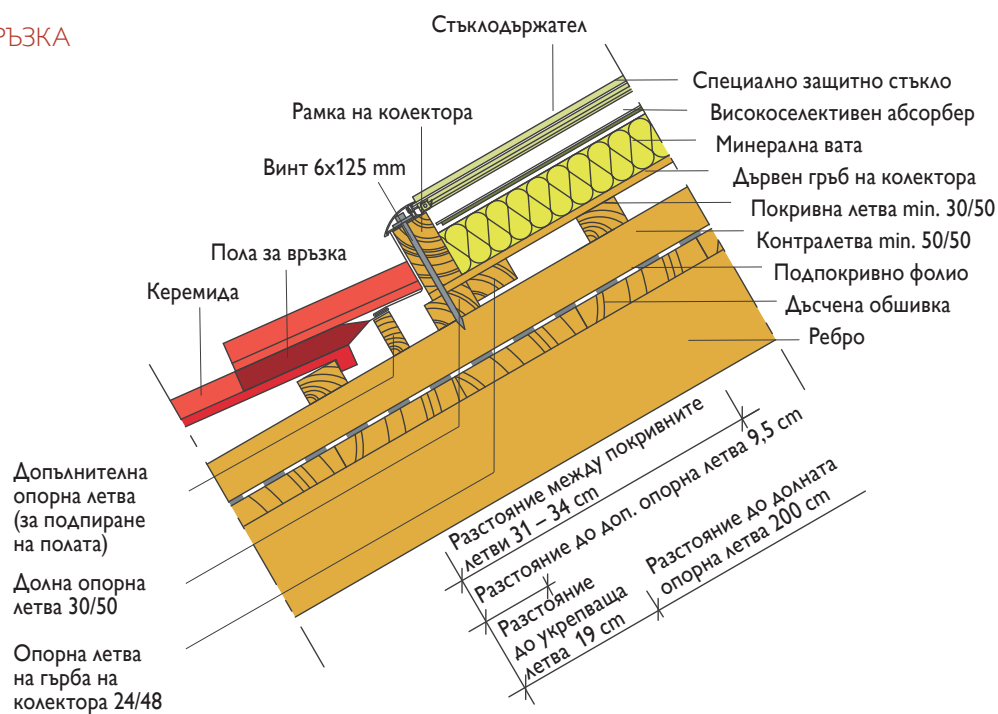 РЪЗКА
Стъклодържател
Специално защитно стъкло
Рамка на колектора
Високоселективен абсорбер
Минерална вата
Винт 6x125 mm
Дървен гръб на колектора
Покривна летва min. 30/50
Контралетва min. 50/50
Пола за връзка
Подпокривно фолио
Керемида
Дъсчена обшивка
Ребро
Допълнителна
опорна летва
(за подпиране
на полата)
Долна опорна
летва 30/50
Опорна летва
на гърба на
колектора 24/48
Разстояние между покривните
летви 31 – 34 cm
Разстояние до доп. опорна летва 9,5 cm
Разстояние
до укрепваща
летва 19 cm
Разстояние до долната
опорна летва 200 cm